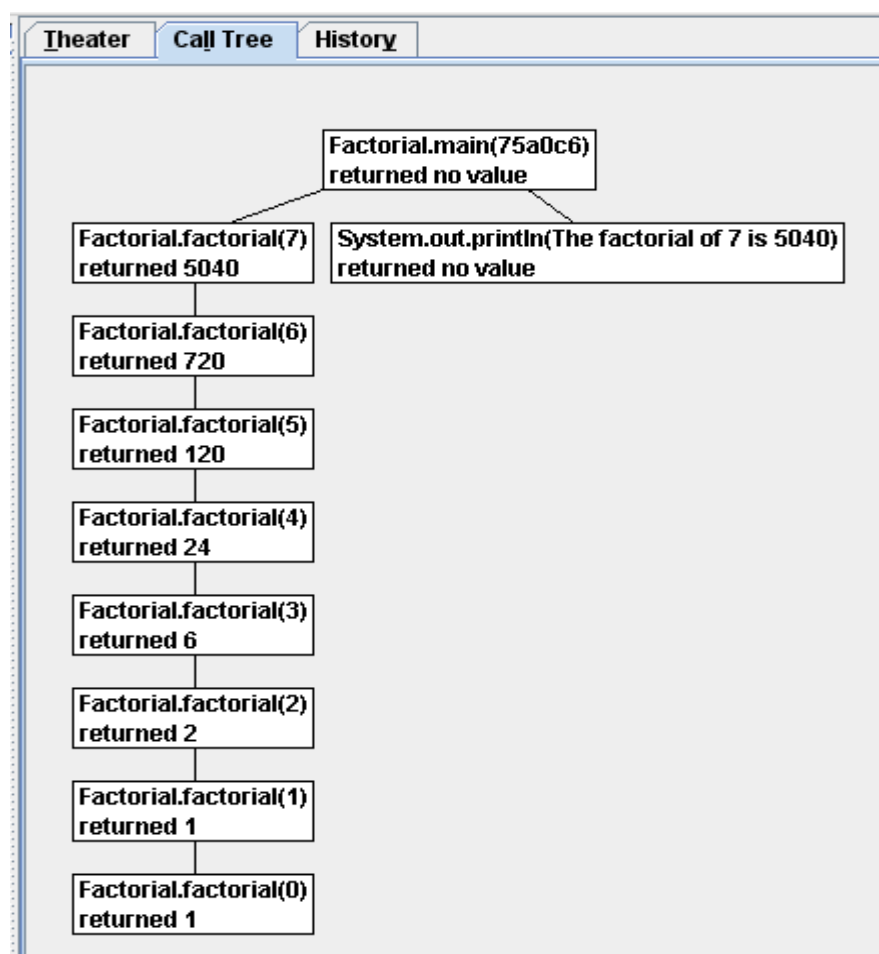 Theater Call Tree History
Factorial.main(75a0c6)
returned no value
Factorial.factorial(7)
returned 5040
System.out.println(The factorial of 7 is 5040)
returned no value
Factorial.factorial(6)
returned 720
Factorial.factorial(5)
returned 120
Factorial.factorial(4)
returned 24
Factorial.factorial(3)
returned 6
Factorial.factorial(2)
returned 2
Factorial.factorial(1)
returned 1
Factorial.factorial(0)
returned 1